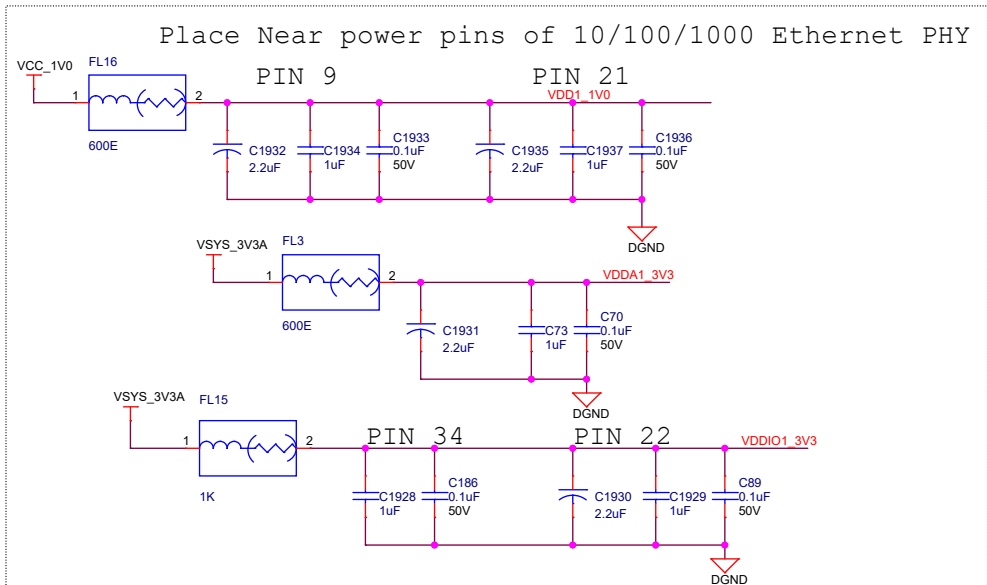 Place Near power pins of 10/100/1000 Ethernet PHY
VCC_1V0
FL16
PIN 9
PIN 21
1
2
VDD1_1V0
600E
C1932
2.2uF
C1934
1uF
C1933
0.1uF
50V
C1935
2.2uF
C1937
1uF
C1936
0.1uF
50V
DGND
VSYS_3V3A
FL3
1
2
VDDA1_3V3
600E
C1931
2.2uF
C73
1uF
C70
0.1uF
50V
DGND
VSYS_3V3A
FL15
1
2
PIN 34
PIN 22
VDDIO1_3V3
1K
C1928
1uF
C186
0.1uF
50V
C1930
2.2uF
C1929
1uF
C89
0.1uF
50V
DGND